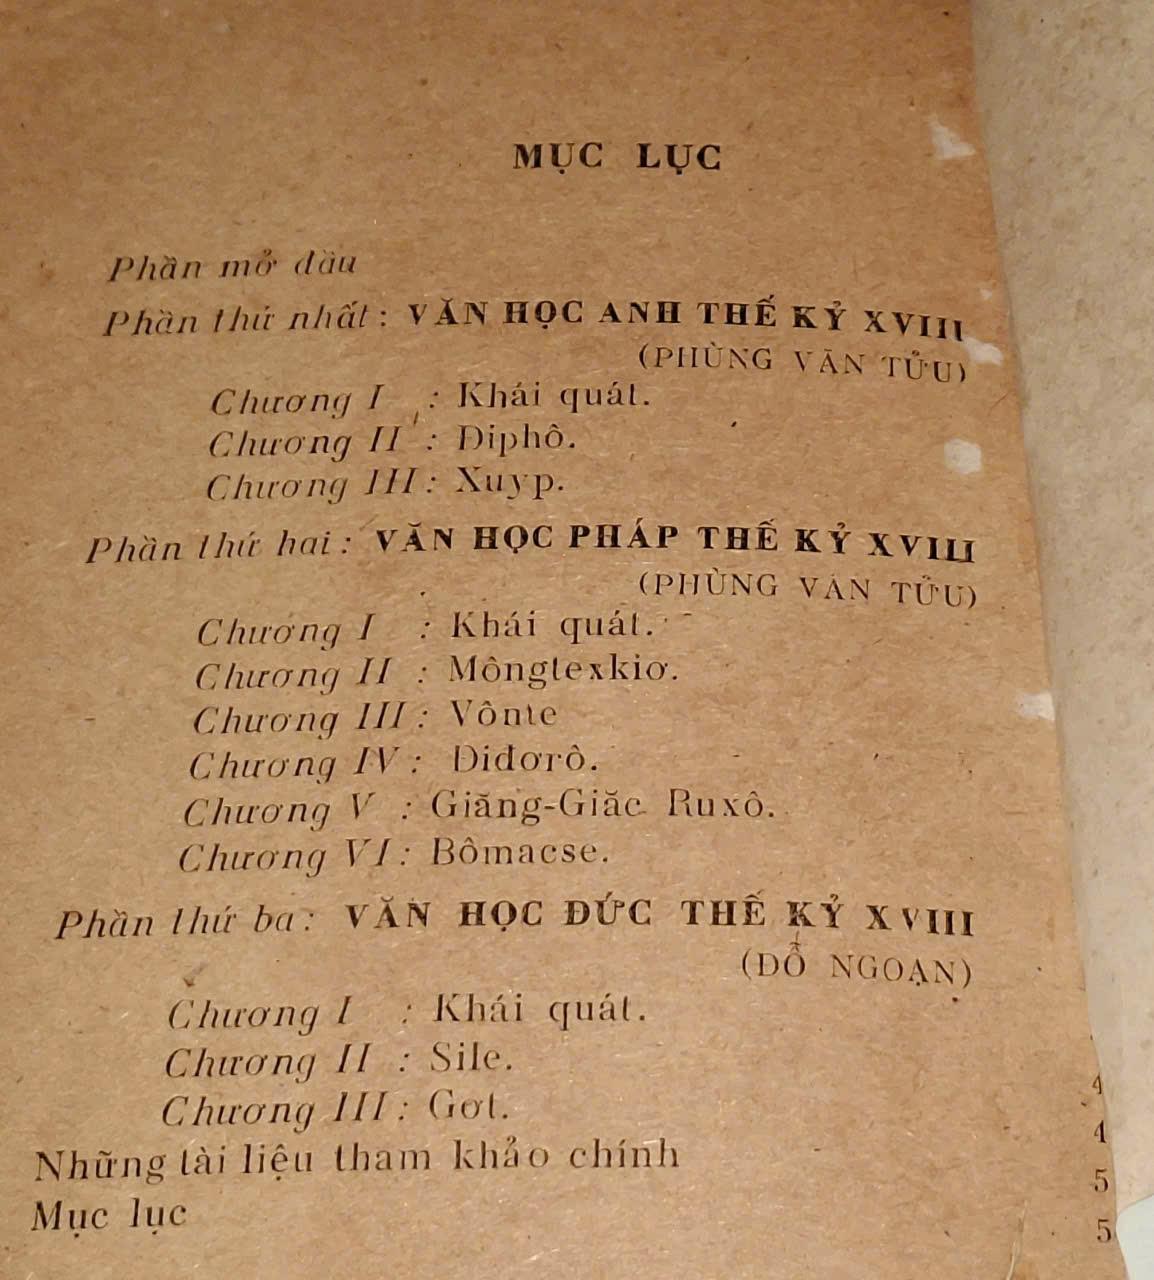 MỤC LỤC
Phần mở đầu
Phần thứ nhất: VĂN HỌC ANH THẾ KỶ XVIII
(PHÙNG VĂN TỬU)
Chương I : Khái quát.
Chương II : Điphô.
Chương III : Xuyp.
Phần thứ hai: VĂN HỌC PHÁP THẾ KỶ XVIII
(PHÙNG VĂN TỬU)
Chương I : Khái quát.
Chương II : Môngtexkiơ.
Chương III : Vônte
Chương IV : Điđơrô.
Chương V : Giăng-Giăc Ruxô.
Chương VI : Bômacse.
Phần thứ ba: VĂN HỌC ĐỨC THẾ KỶ XVIII
(ĐỖ NGOẠN)
Chương I : Khái quát.
Chương II : Sile. 4
Chương III : Gơt. 4
Những tài liệu tham khảo chính 5
Mục lục 5